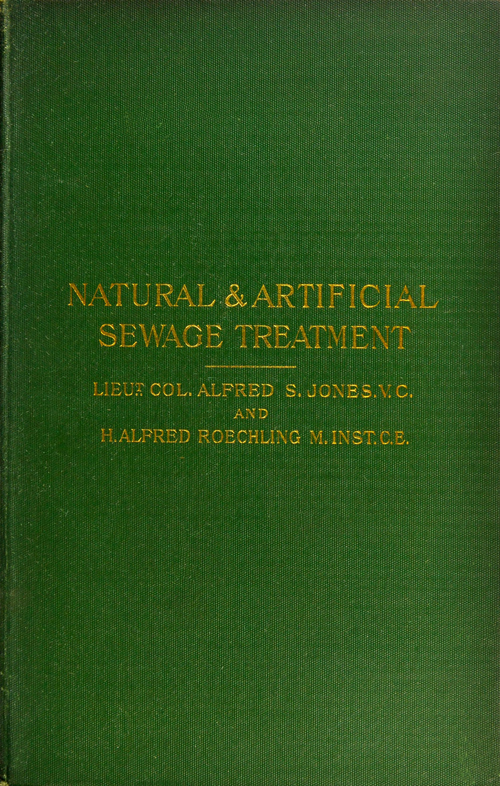 NATURAL & ARTIFICIAL
SEWAGE TREATMENT
LIEUT. COL. ALFRED S. JONES. V. C.
AND
H. ALFRED ROECHLING M. INST. C. E.